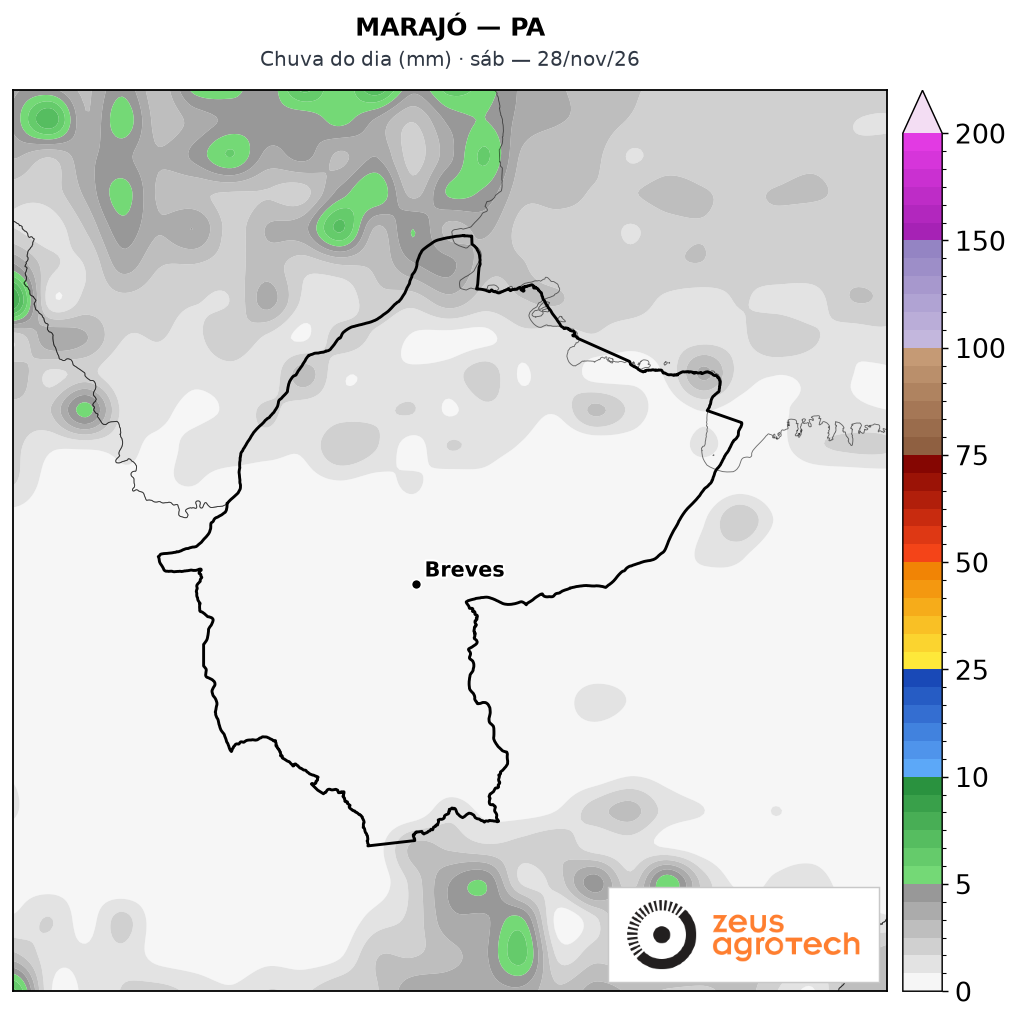 MARAJÓ — PA
Chuva do dia (mm) · sáb — 28/nov/26
200
150
100
75
50
25
10
5
0
Breves
zeus
agrotech